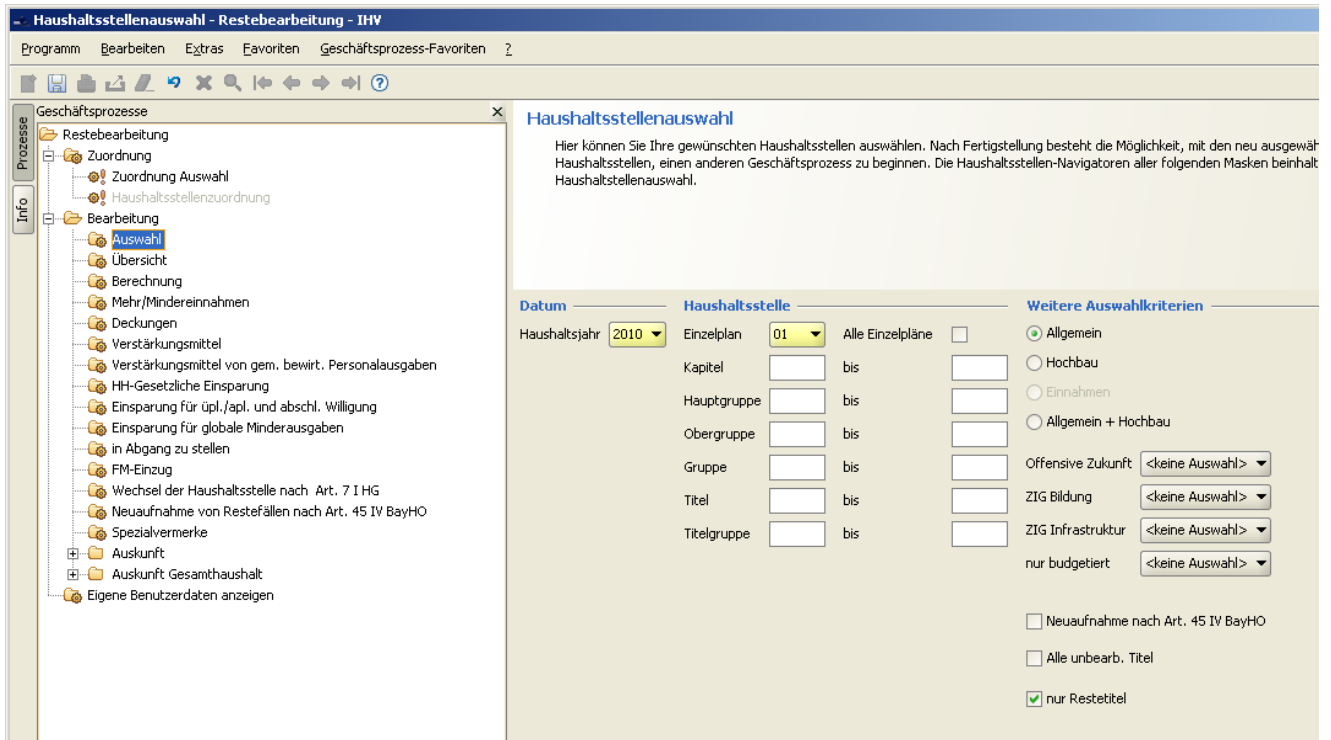 Haushaltsstellenauswahl - Restebearbeitung - IHV
Programm Bearbeiten Extras Favoriten Geschäftsprozess-Favoriten ?
Prozesse
Info
Geschäftsprozesse
Restebearbeitung
Zuordnung
Zuordnung Auswahl
Haushaltsstellenzuordnung
Bearbeitung
Auswahl
Übersicht
Berechnung
Mehr/Mindereinnahmen
Deckungen
Verstärkungsmittel
Verstärkungsmittel von gem. bewirt. Personalausgaben
HH-Gesetzliche Einsparung
Einsparung für üpl./apl. und abschl. Willigung
Einsparung für globale Minderausgaben
in Abgang zu stellen
FM-Einzug
Wechsel der Haushaltsstelle nach Art. 7 I HG
Neuaufnahme von Restefällen nach Art. 45 IV BayHO
Spezialvermerke
Auskunft
Auskunft Gesamthaushalt
Eigene Benutzerdaten anzeigen
Haushaltsstellenauswahl
Hier können Sie Ihre gewünschten Haushaltsstellen auswählen. Nach Fertigstellung besteht die Möglichkeit, mit den neu ausgewäh
Haushaltsstellen, einen anderen Geschäftsprozess zu beginnen. Die Haushaltsstellen-Navigatoren aller folgenden Masken beinhalt
Haushaltstellenauswahl.
Datum
Haushaltsjahr 2010
Haushaltsstelle
Einzelplan 01 Alle Einzelpläne
Kapitel bis
Hauptgruppe bis
Obergruppe bis
Gruppe bis
Titel bis
Titelgruppe bis
Weitere Auswahlkriterien
Allgemein
Hochbau
Einnahmen
Allgemein + Hochbau
Offensive Zukunft <keine Auswahl>
ZIG Bildung <keine Auswahl>
ZIG Infrastruktur <keine Auswahl>
nur budgetiert <keine Auswahl>
Neuaufnahme nach Art. 45 IV BayHO
Alle unbearb. Titel
nur Restetitel